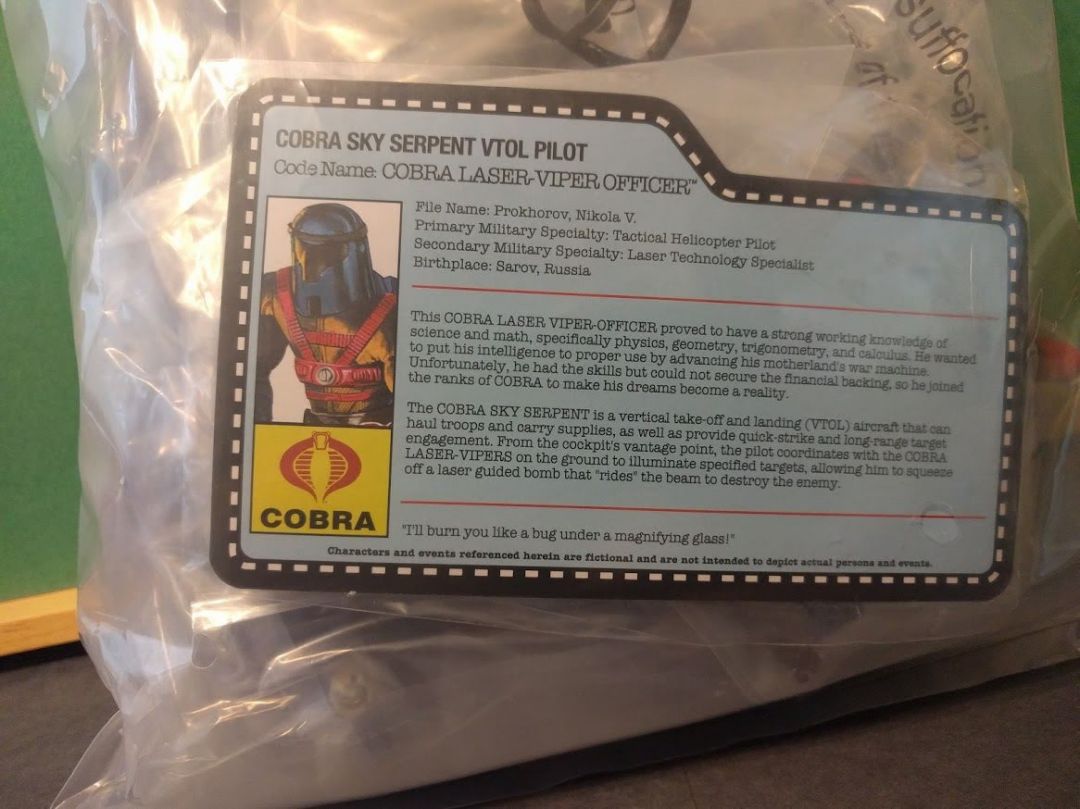 suffocation
of
COBRA SKY SERPENT VTOL PILOT
Code Name: COBRA LASER-VIPER OFFICER™
File Name: Prokhorov, Nikola V.
Primary Military Specialty: Tactical Helicopter Pilot
Secondary Military Specialty: Laser Technology Specialist
Birthplace: Sarov, Russia
This COBRA LASER VIPER-OFFICER proved to have a strong working knowledge of
science and math, specifically physics, geometry, trigonometry, and calculus. He wanted
to put his intelligence to proper use by advancing his motherland's war machine.
Unfortunately, he had the skills but could not secure the financial backing, so he joined
the ranks of COBRA to make his dreams become a reality.
The COBRA SKY SERPENT is a vertical take-off and landing (VTOL) aircraft that can
haul troops and carry supplies, as well as provide quick-strike and long-range target
engagement. From the cockpit's vantage point, the pilot coordinates with the COBRA
LASER-VIPERS on the ground to illuminate specified targets, allowing him to squeeze
off a laser guided bomb that "rides" the beam to destroy the enemy.
COBRA
"I'll burn you like a bug under a magnifying glass!"
Characters and events referenced herein are fictional and are not intended to depict actual persons and events.